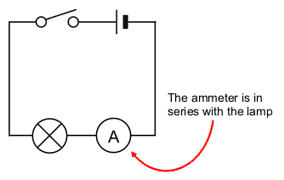 The ammeter is in
series with the lamp
A